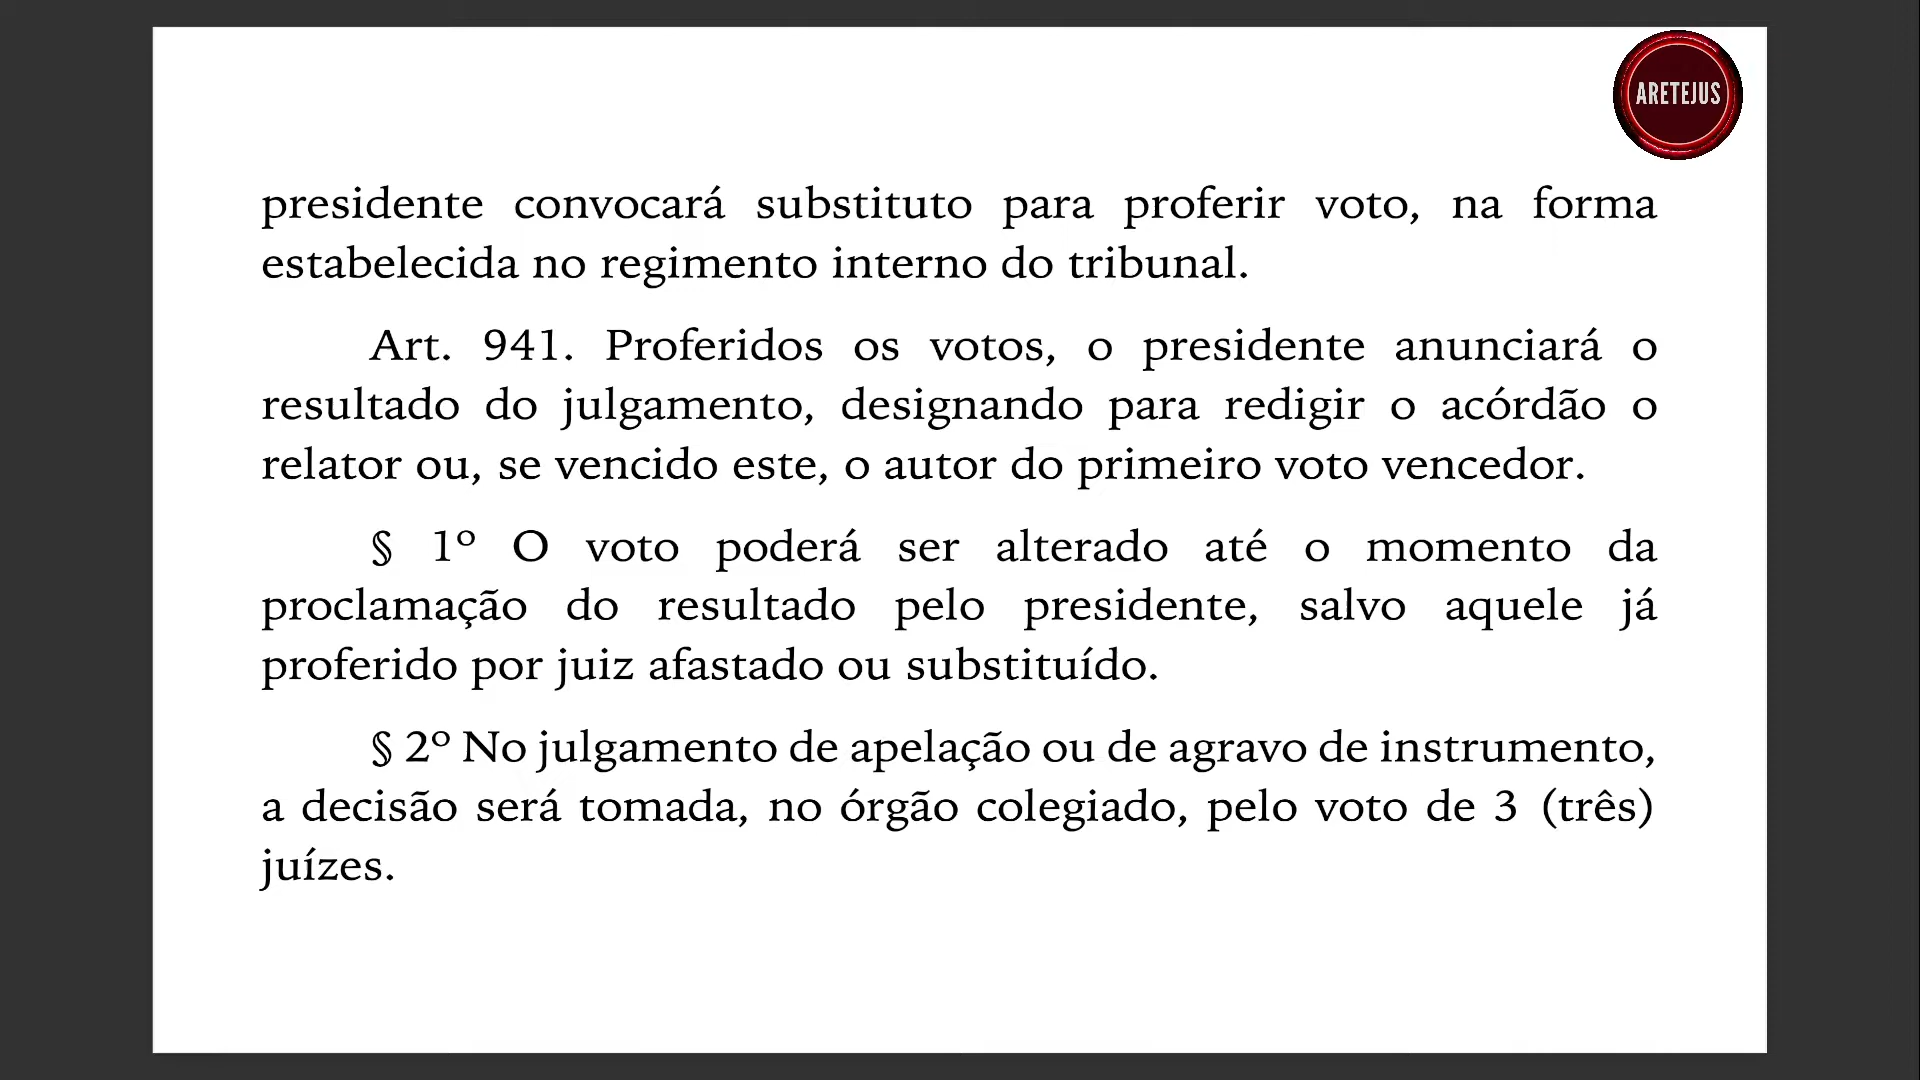 ARETEJUS
presidente convocará substituto para proferir voto, na forma
estabelecida no regimento interno do tribunal.
Art. 941. Proferidos os votos, o presidente anunciará o
resultado do julgamento, designando para redigir o acórdão o
relator ou, se vencido este, o autor do primeiro voto vencedor.
§ 1º O voto poderá ser alterado até o momento da
proclamação do resultado pelo presidente, salvo aquele já
proferido por juiz afastado ou substituído.
§ 2º No julgamento de apelação ou de agravo de instrumento,
a decisão será tomada, no órgão colegiado, pelo voto de 3 (três)
juízes.